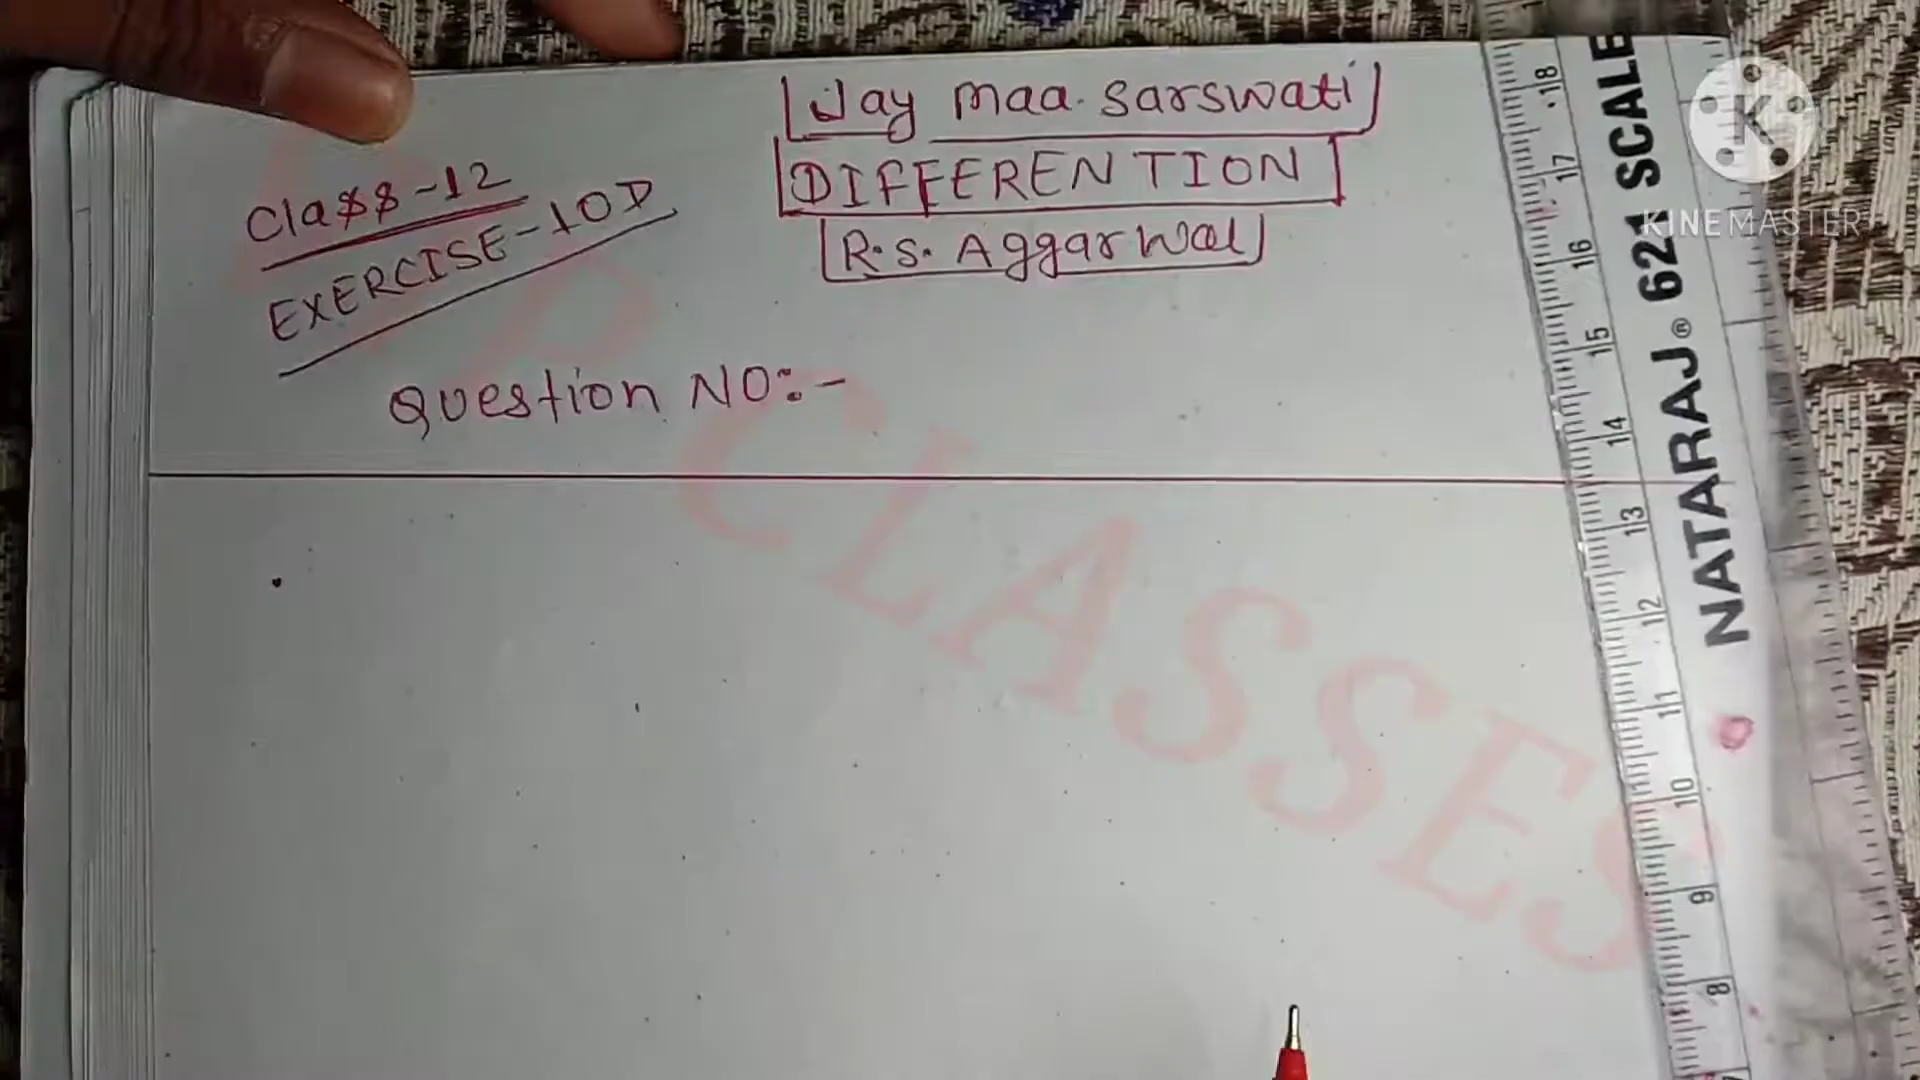 Jay maa. Sarswati
DIFFERENTION
R.S. Aggarwal
Class-12
EXERCISE-10D
Question NO:-
P CLASSES
NATARAJ® 621 SCALE
18
17
16
15
14
13
12
11
10
9
8
K
KINEMASTER